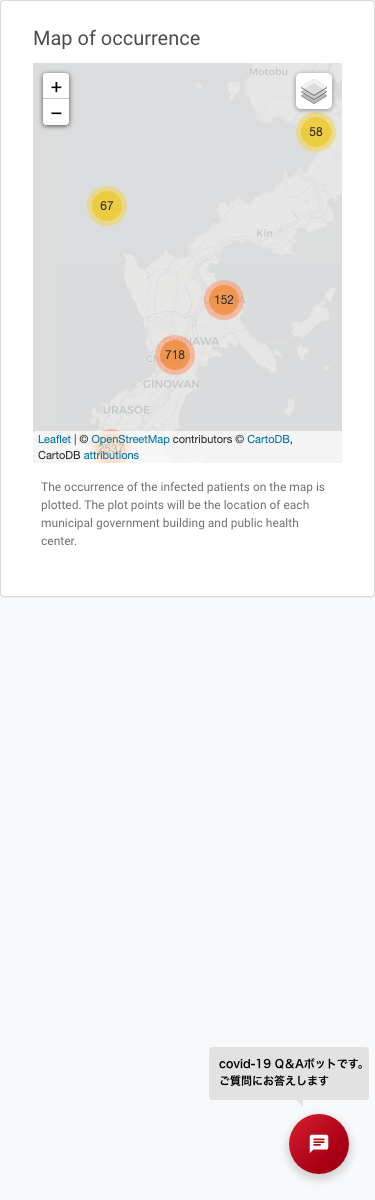 Map of occurrence
Motobu
+
−
58
67
Kin
152
718
GINOWAN
URASOE
Leaflet | © OpenStreetMap contributors © CartoDB,
CartoDB attributions
The occurrence of the infected patients on the map is
plotted. The plot points will be the location of each
municipal government building and public health
center.
covid-19 Q&Aボットです。
ご質問にお答えします